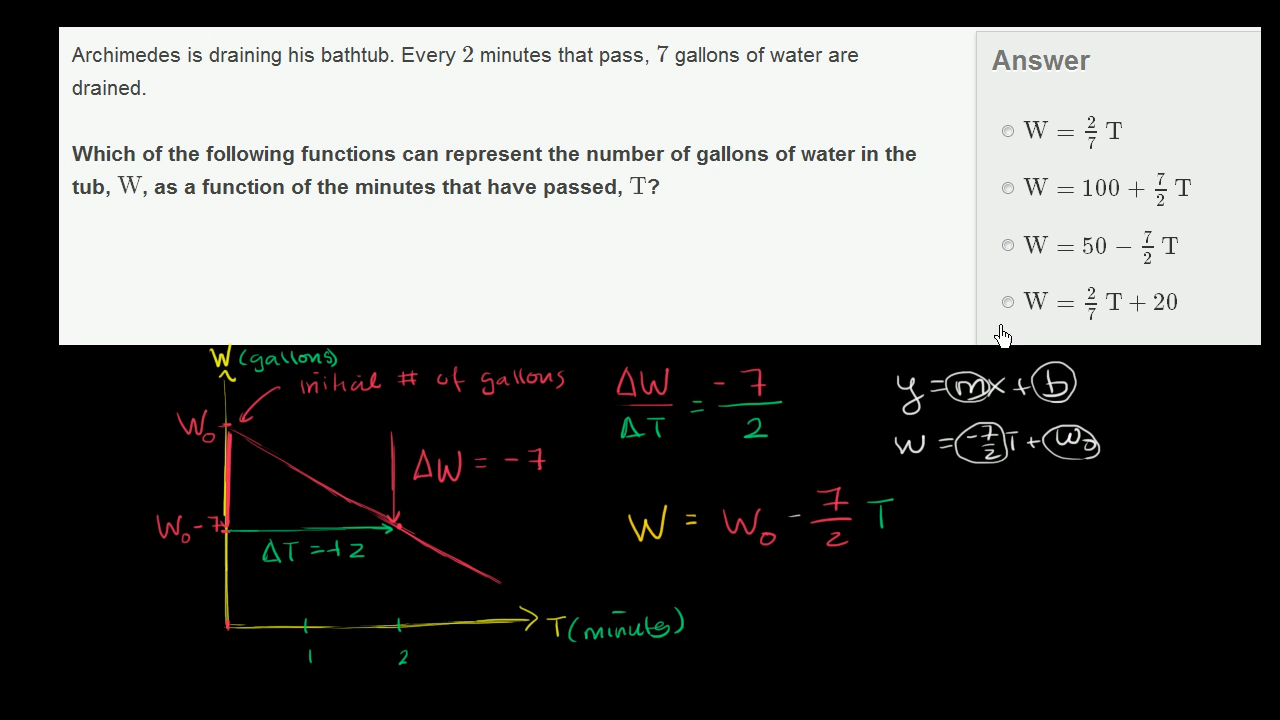 Archimedes is draining his bathtub. Every 2 minutes that pass, 7 gallons of water are
drained.
Which of the following functions can represent the number of gallons of water in the
tub, W, as a function of the minutes that have passed, T?
Answer
W = 2/7 T
W = 100 + 7/2 T
W = 50 − 7/2 T
W = 2/7 T + 20
W (gallons)
initial # of gallons
W₀
W₀ - 7
ΔT = +2
ΔW = -7
T (minutes)
1 2
ΔW/ΔT = -7/2
W = W₀ - 7/2 T
y = mx + b
W = -7/2 T + W₀